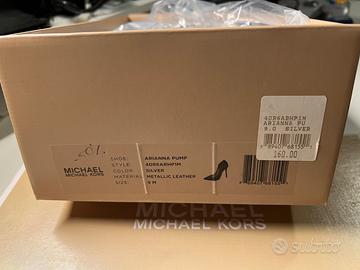 40R6ABHP1M
ARIANNA PU
9.0 SILVER
160.00
201.
MICHAEL
MICHAEL KORS
SHOE: ARIANNA PUMP
STYLE: 40R6ABHP1M
COLOR: SILVER
MATERIAL: METALLIC LEATHER
SIZE: 9 M
MICHAEL
MICHAEL KORS
subito